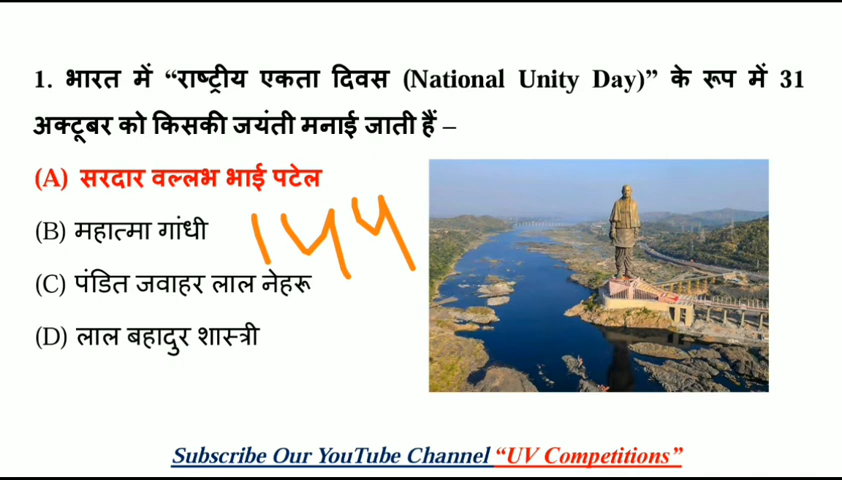 1. भारत में “राष्ट्रीय एकता दिवस (National Unity Day)” के रूप में 31
अक्टूबर को किसकी जयंती मनाई जाती हैं –
(A) सरदार वल्लभ भाई पटेल
(B) महात्मा गांधी
(C) पंडित जवाहर लाल नेहरू
(D) लाल बहादुर शास्त्री
Subscribe Our YouTube Channel “UV Competitions”